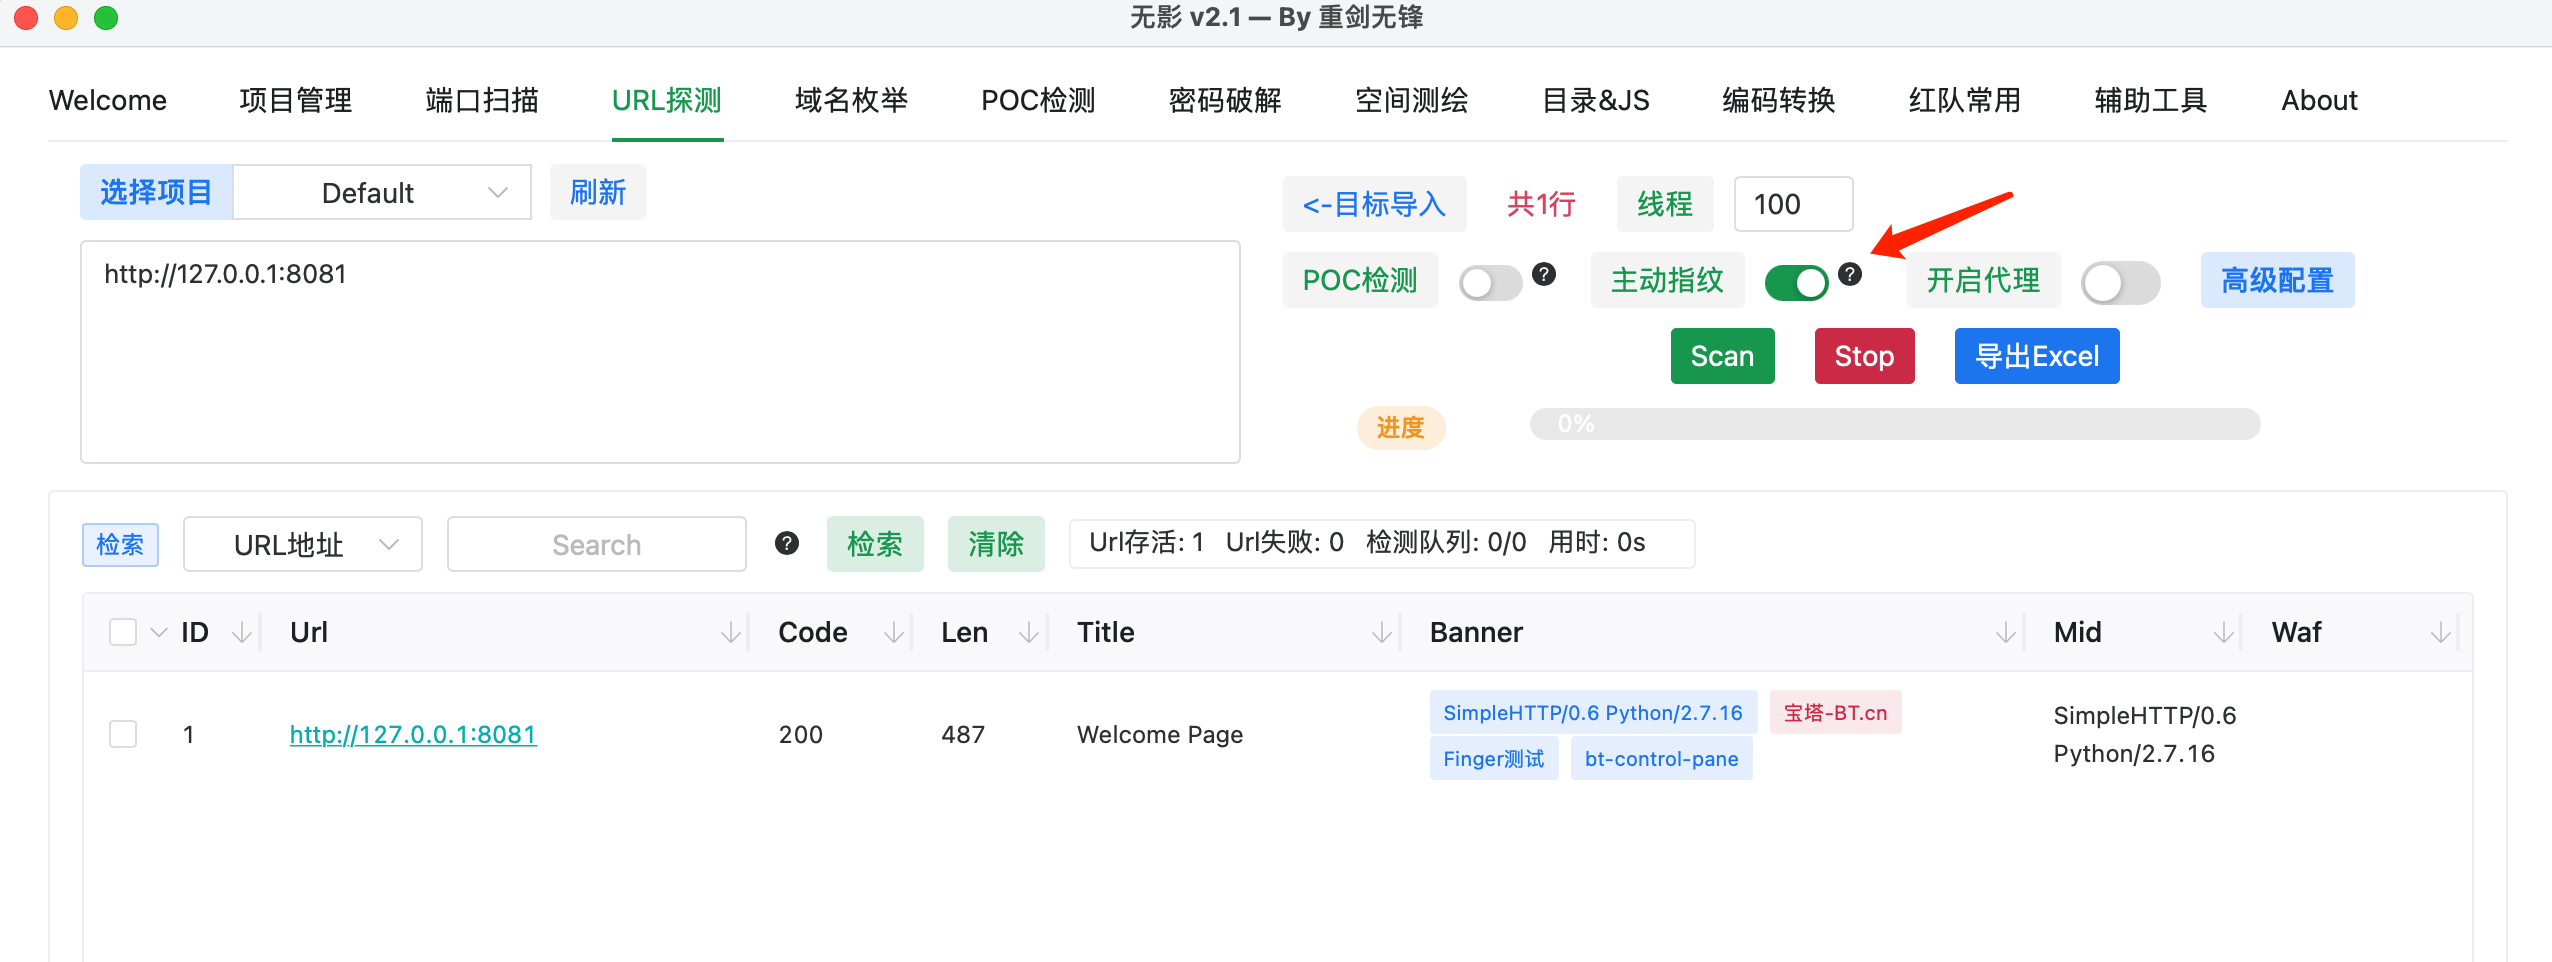 无影 v2.1 — By 重剑无锋
Welcome 项目管理 端口扫描 URL探测 域名枚举 POC检测 密码破解 空间测绘 目录&JS 编码转换 红队常用 辅助工具 About
选择项目 Default 刷新
<-目标导入 共1行 线程 100
http://127.0.0.1:8081
POC检测 ? 主动指纹 ? 开启代理 高级配置
Scan Stop 导出Excel
进度 0%
检索 URL地址 Search ? 检索 清除 Url存活: 1 Url失败: 0 检测队列: 0/0 用时: 0s
ID Url Code Len Title Banner Mid Waf
1 http://127.0.0.1:8081 200 487 Welcome Page SimpleHTTP/0.6 Python/2.7.16 宝塔-BT.cn SimpleHTTP/0.6
Finger测试 bt-control-pane Python/2.7.16